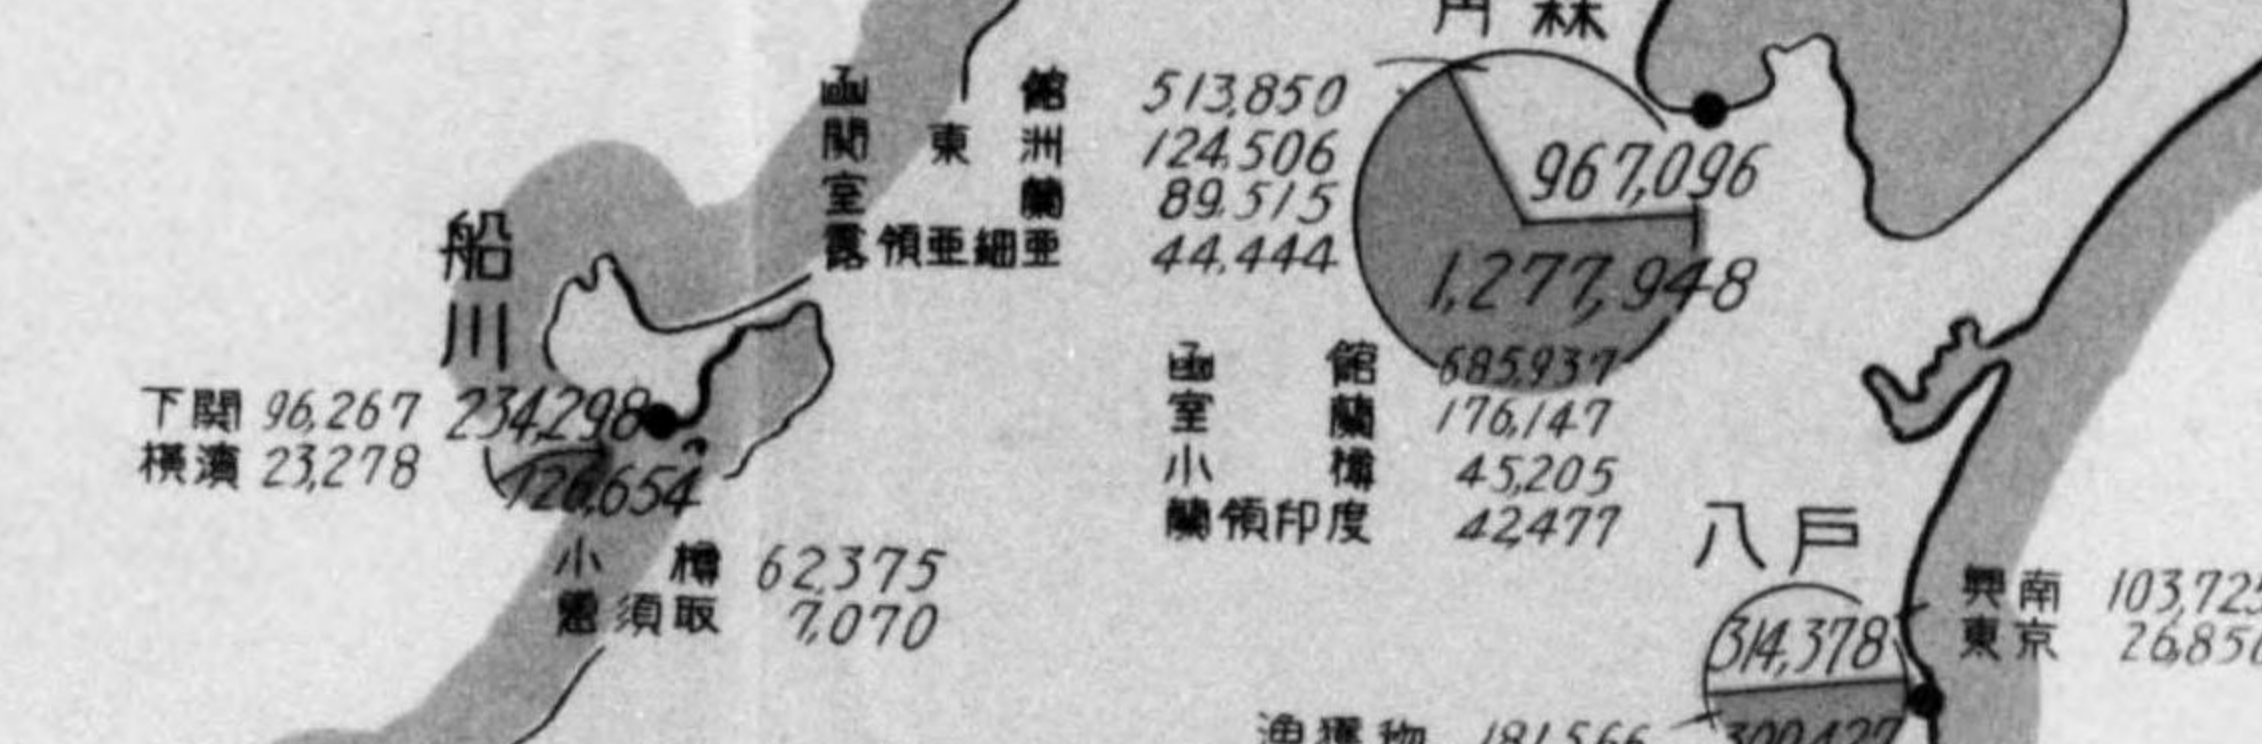 森
函館 513,850
関東洲 124,506
室蘭 89,515
露領亜細亜 44,444
967,096
1,277,948
函館 685,937
室蘭 176,147
小樽 45,205
蘭領印度 42,477
船川
下関 96,267
横濱 23,278
234,298
126,654
小樽 62,375
恵須取 7,070
八戸
314,378
興南 103,725
東京 26,85
漁獲物 181,566
300,427